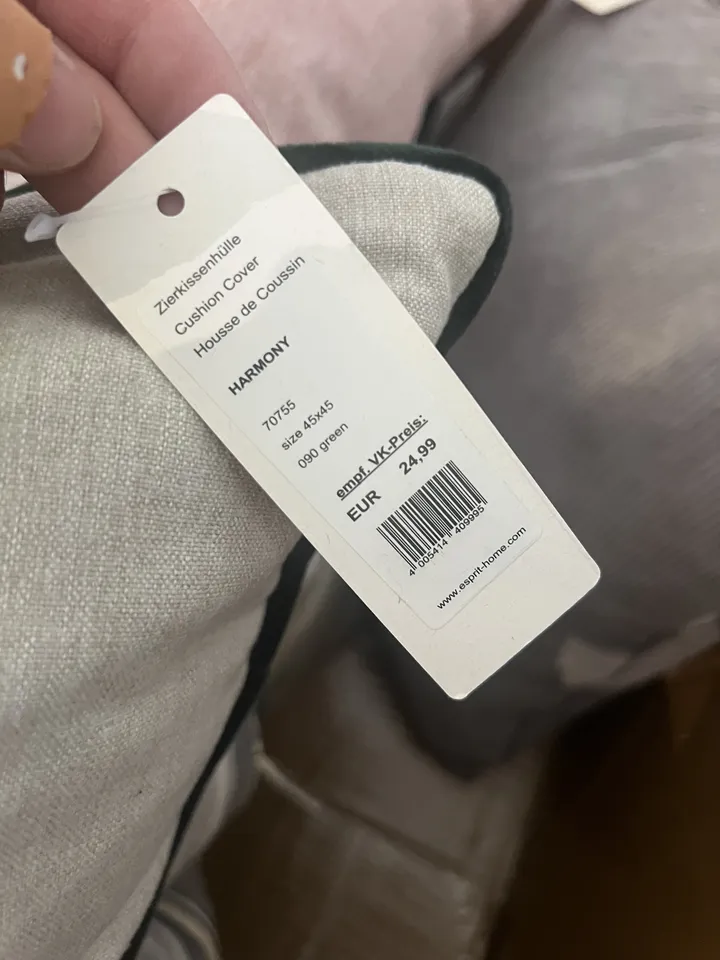 Zierkissenhülle
Cushion Cover
Housse de Coussin
HARMONY
70755
size 45x45
090 green
empf. VK-Preis:
EUR 24,99
4 005414 409995
www.esprit-home.com